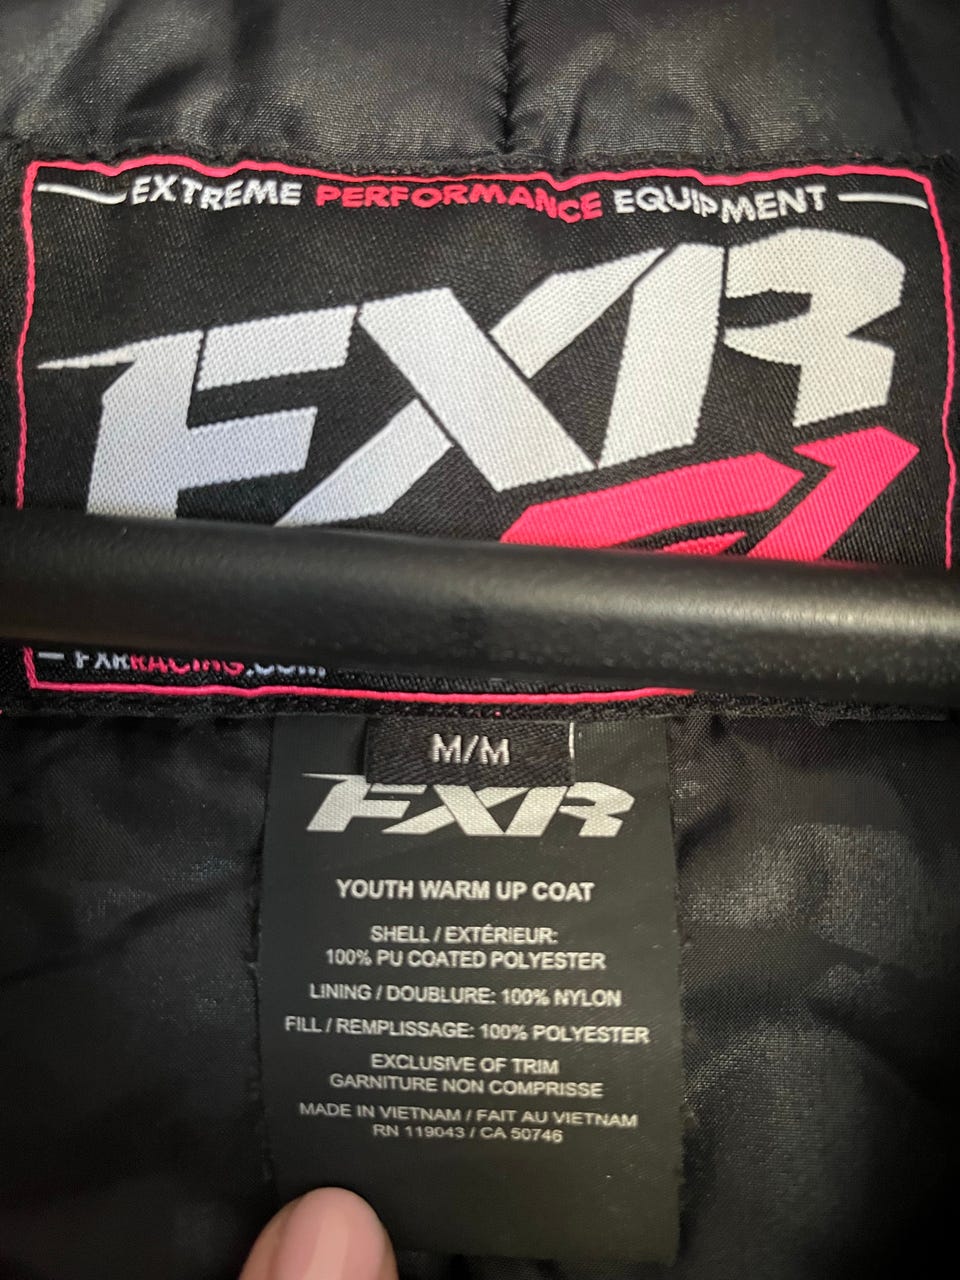 EXTREME PERFORMANCE EQUIPMENT
FXR
FXRRACING.COM
M/M
FXR
YOUTH WARM UP COAT
SHELL / EXTÉRIEUR:
100% PU COATED POLYESTER
LINING / DOUBLURE: 100% NYLON
FILL / REMPLISSAGE: 100% POLYESTER
EXCLUSIVE OF TRIM
GARNITURE NON COMPRISSE
MADE IN VIETNAM / FAIT AU VIETNAM
RN 119043 / CA 50746